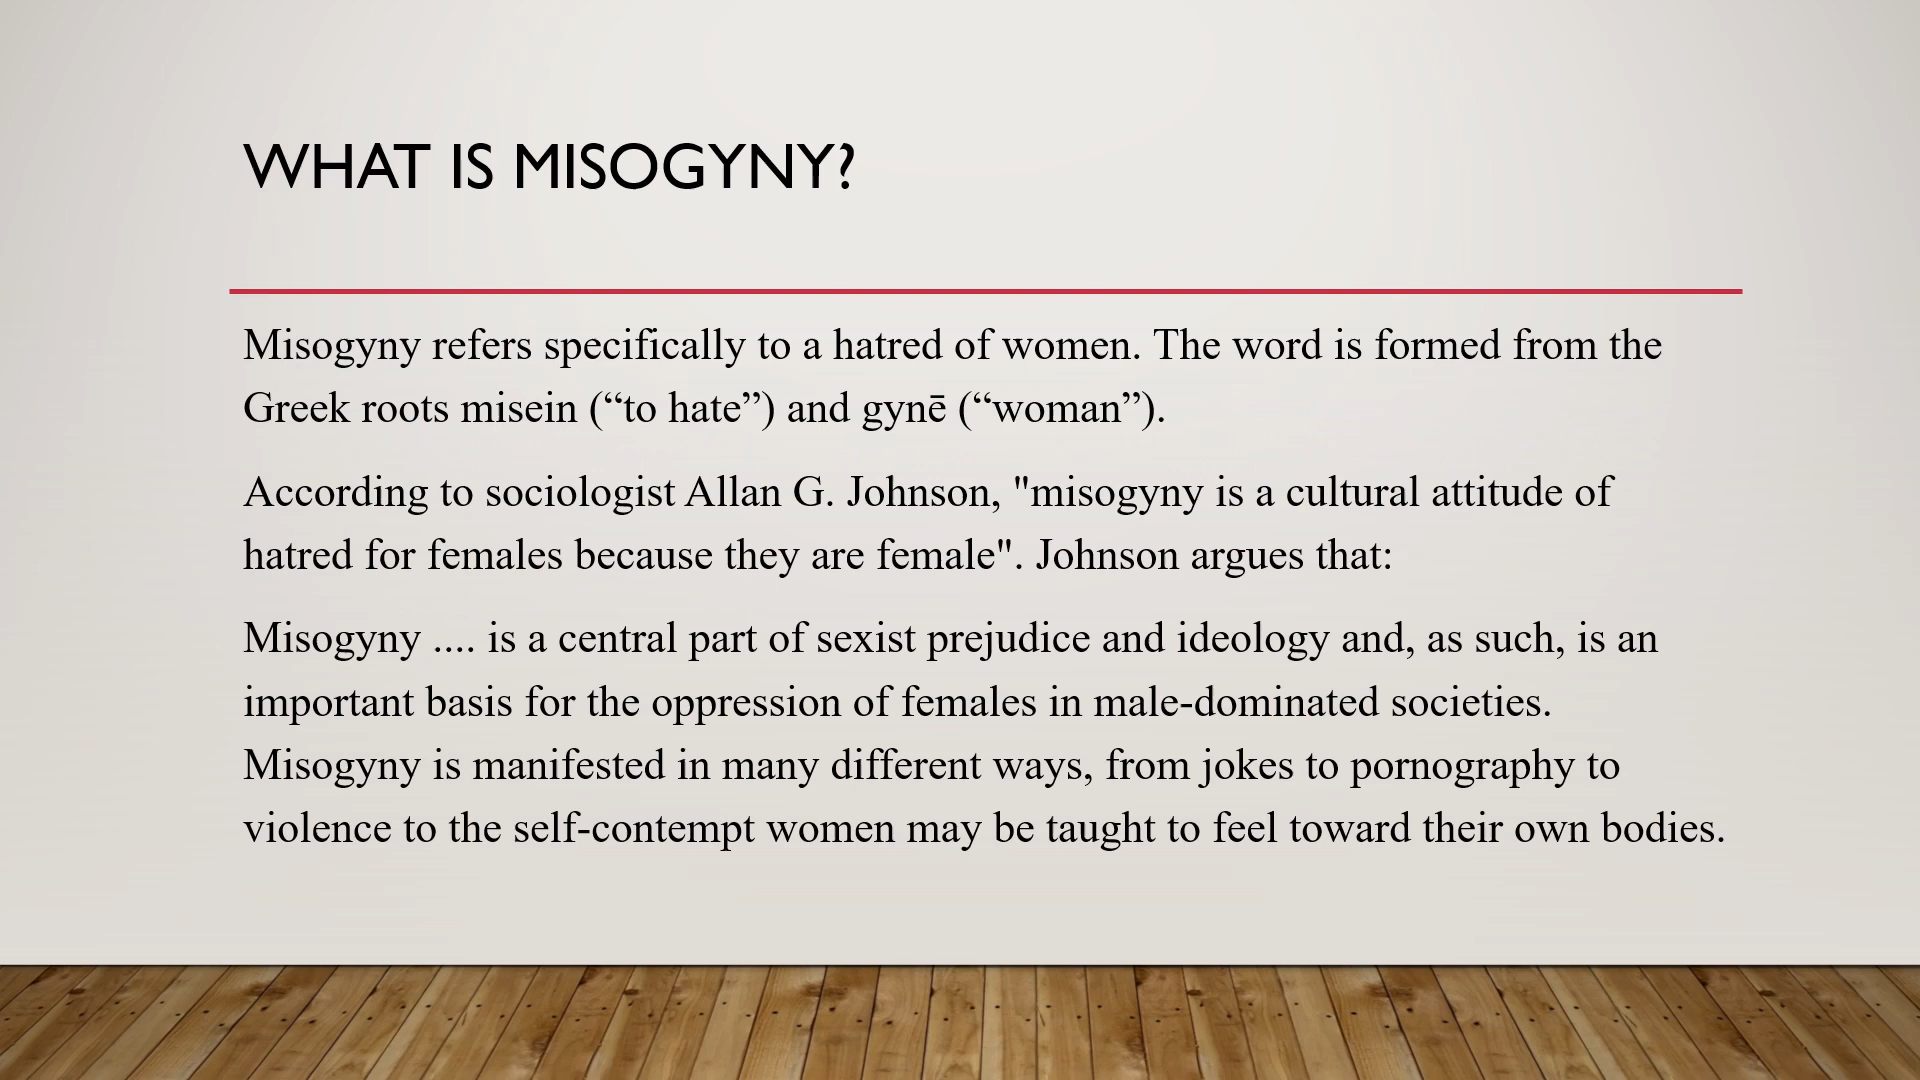 WHAT IS MISOGYNY?
Misogyny refers specifically to a hatred of women. The word is formed from the
Greek roots misein (“to hate”) and gynē (“woman”).
According to sociologist Allan G. Johnson, "misogyny is a cultural attitude of
hatred for females because they are female". Johnson argues that:
Misogyny .... is a central part of sexist prejudice and ideology and, as such, is an
important basis for the oppression of females in male-dominated societies.
Misogyny is manifested in many different ways, from jokes to pornography to
violence to the self-contempt women may be taught to feel toward their own bodies.